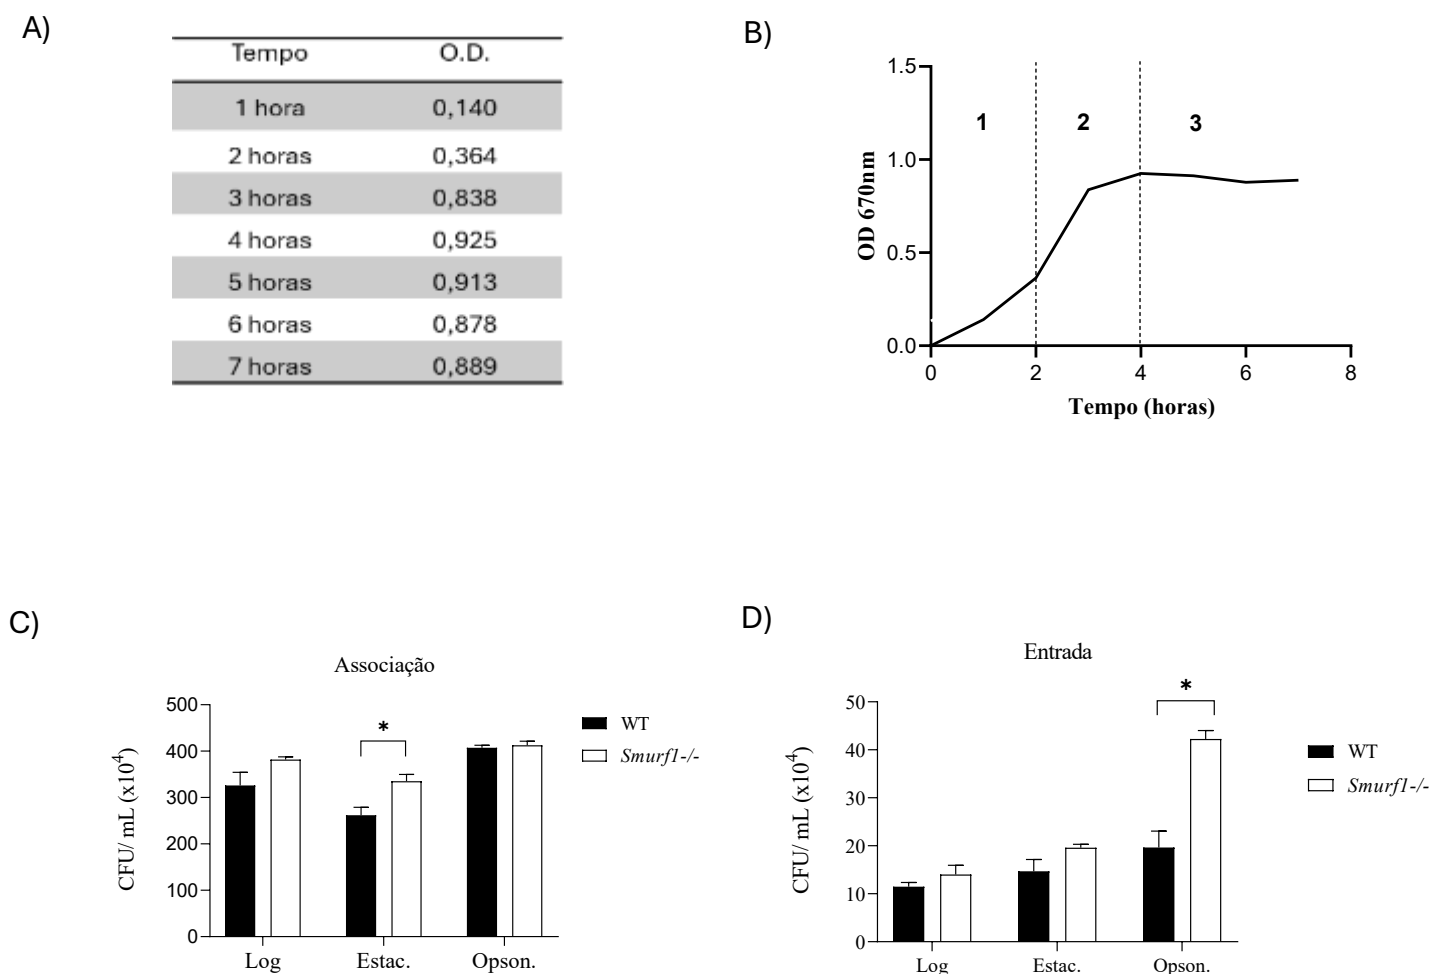 A)
Tempo O.D.
1 hora 0,140
2 horas 0,364
3 horas 0,838
4 horas 0,925
5 horas 0,913
6 horas 0,878
7 horas 0,889
B)
1.5
1.0
0.5
0.0
OD 670nm
1 2 3
0 2 4 6 8
Tempo (horas)
C)
Associação
500
400
300
200
100
0
CFU/ mL (x10⁴)
*
WT
Smurf1-/-
Log Estac. Opson.
D)
Entrada
50
40
30
20
10
0
CFU/ mL (x10⁴)
*
WT
Smurf1-/-
Log Estac. Opson.